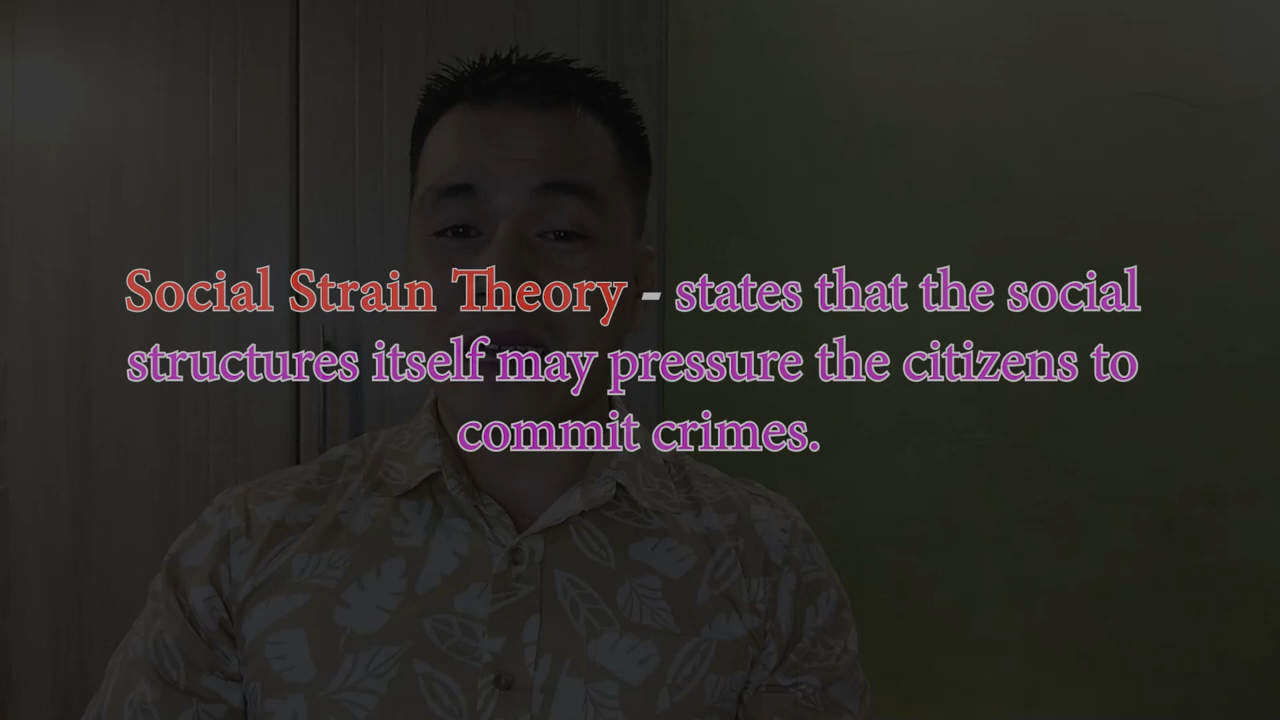 Social Strain Theory - states that the social
structures itself may pressure the citizens to
commit crimes.